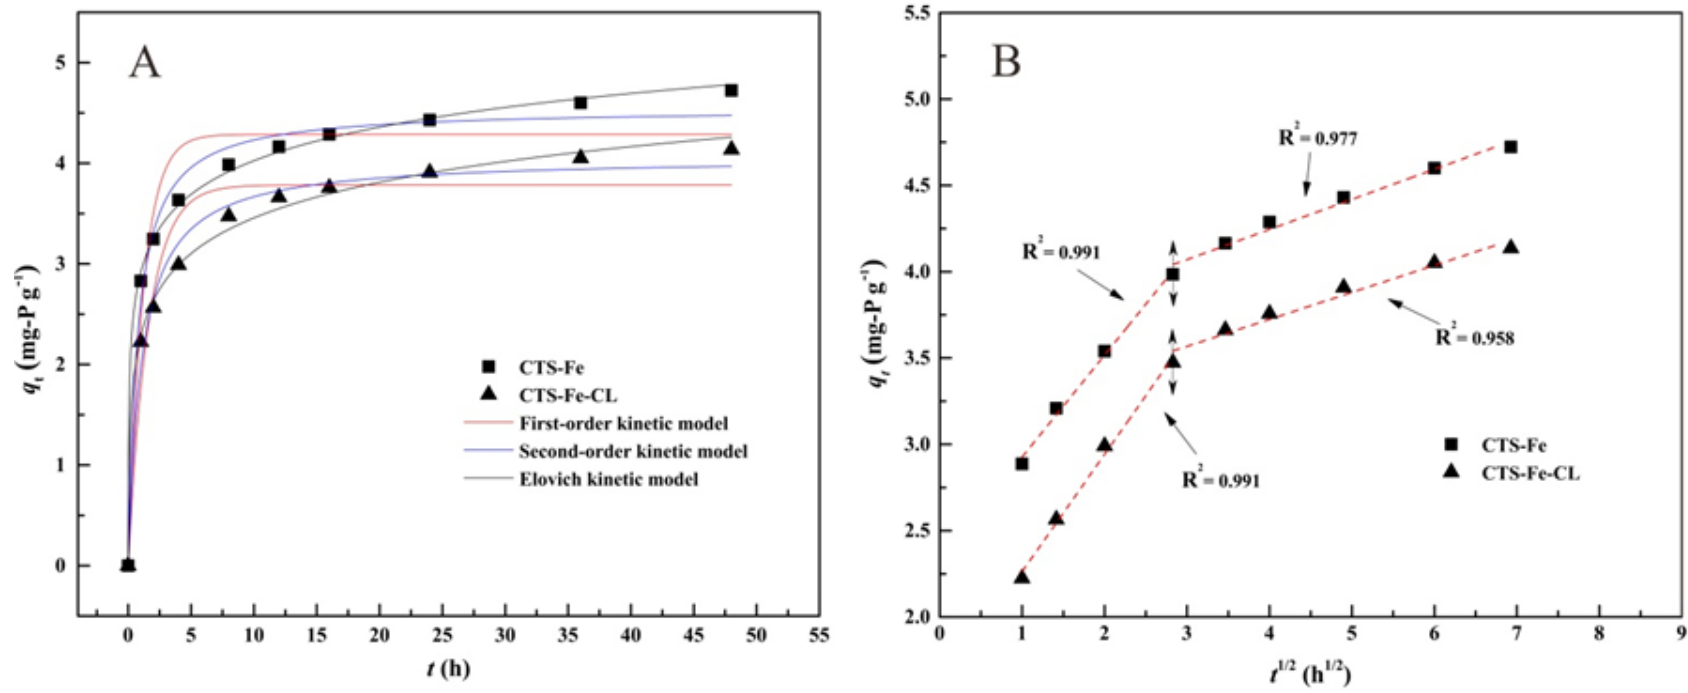 A
5
4
3
2
1
0
qt (mg-P g-1)
CTS-Fe
CTS-Fe-CL
First-order kinetic model
Second-order kinetic model
Elovich kinetic model
0 5 10 15 20 25 30 35 40 45 50 55
t (h)
B
5.5
5.0
4.5
4.0
3.5
3.0
2.5
2.0
qt (mg-P g-1)
R2= 0.977
R2= 0.991
R2= 0.958
R2= 0.991
CTS-Fe
CTS-Fe-CL
0 1 2 3 4 5 6 7 8 9
t1/2 (h1/2)